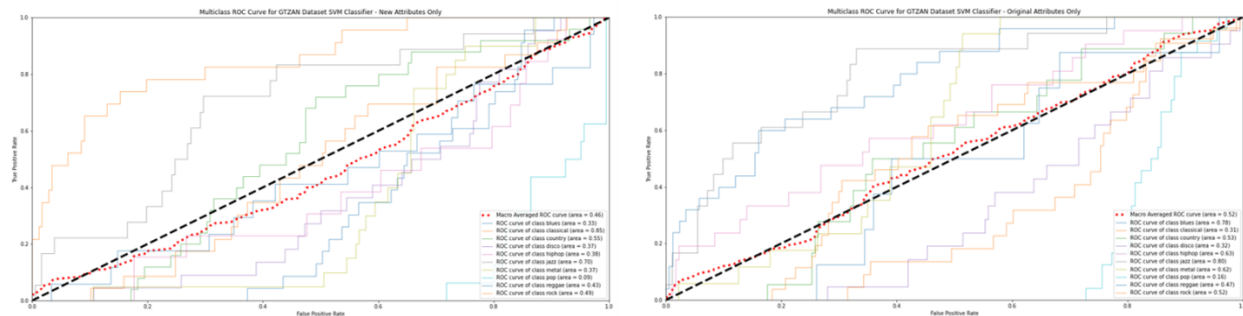 Multiclass ROC Curve for GTZAN Dataset SVM Classifier - New Attributes Only
1.0
0.8
0.6
0.4
0.2
0.0
True Positive Rate
Macro Averaged ROC curve (area = 0.46)
ROC curve of class blues (area = 0.33)
ROC curve of class classical (area = 0.85)
ROC curve of class country (area = 0.55)
ROC curve of class disco (area = 0.37)
ROC curve of class hiphop (area = 0.38)
ROC curve of class jazz (area = 0.70)
ROC curve of class metal (area = 0.37)
ROC curve of class pop (area = 0.09)
ROC curve of class reggae (area = 0.43)
ROC curve of class rock (area = 0.49)
0.0 0.2 0.4 0.6 0.8 1.0
False Positive Rate
Multiclass ROC Curve for GTZAN Dataset SVM Classifier - Original Attributes Only
1.0
0.8
0.6
0.4
0.2
0.0
True Positive Rate
Macro Averaged ROC curve (area = 0.52)
ROC curve of class blues (area = 0.78)
ROC curve of class classical (area = 0.31)
ROC curve of class country (area = 0.53)
ROC curve of class disco (area = 0.32)
ROC curve of class hiphop (area = 0.63)
ROC curve of class jazz (area = 0.80)
ROC curve of class metal (area = 0.62)
ROC curve of class pop (area = 0.16)
ROC curve of class reggae (area = 0.47)
ROC curve of class rock (area = 0.52)
0.0 0.2 0.4 0.6 0.8 1.0
False Positive Rate